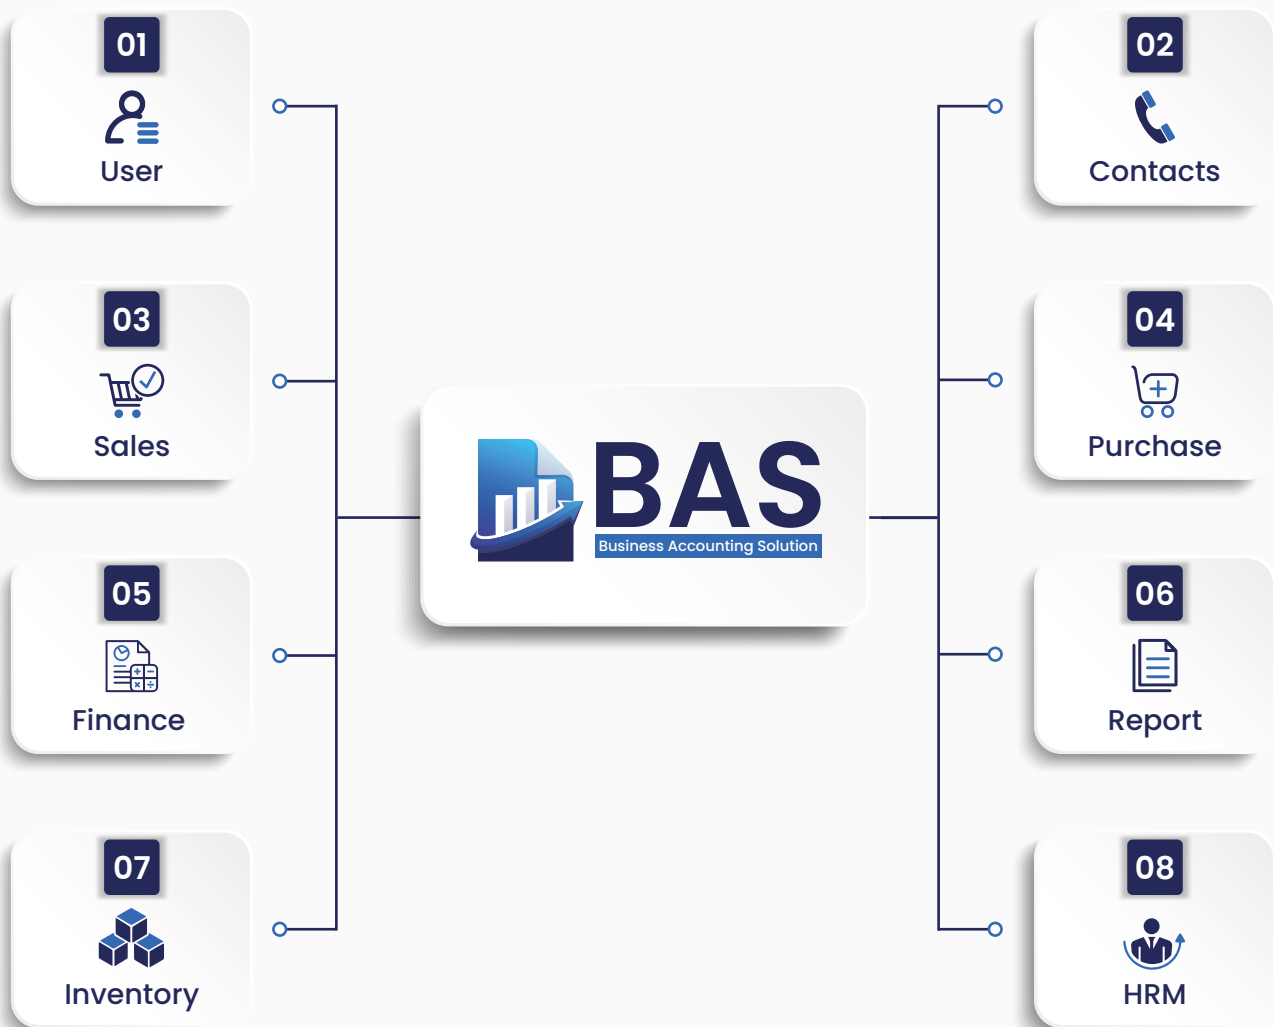 01
User
02
Contacts
03
Sales
04
Purchase
BAS
Business Accounting Solution
05
Finance
06
Report
07
Inventory
08
HRM